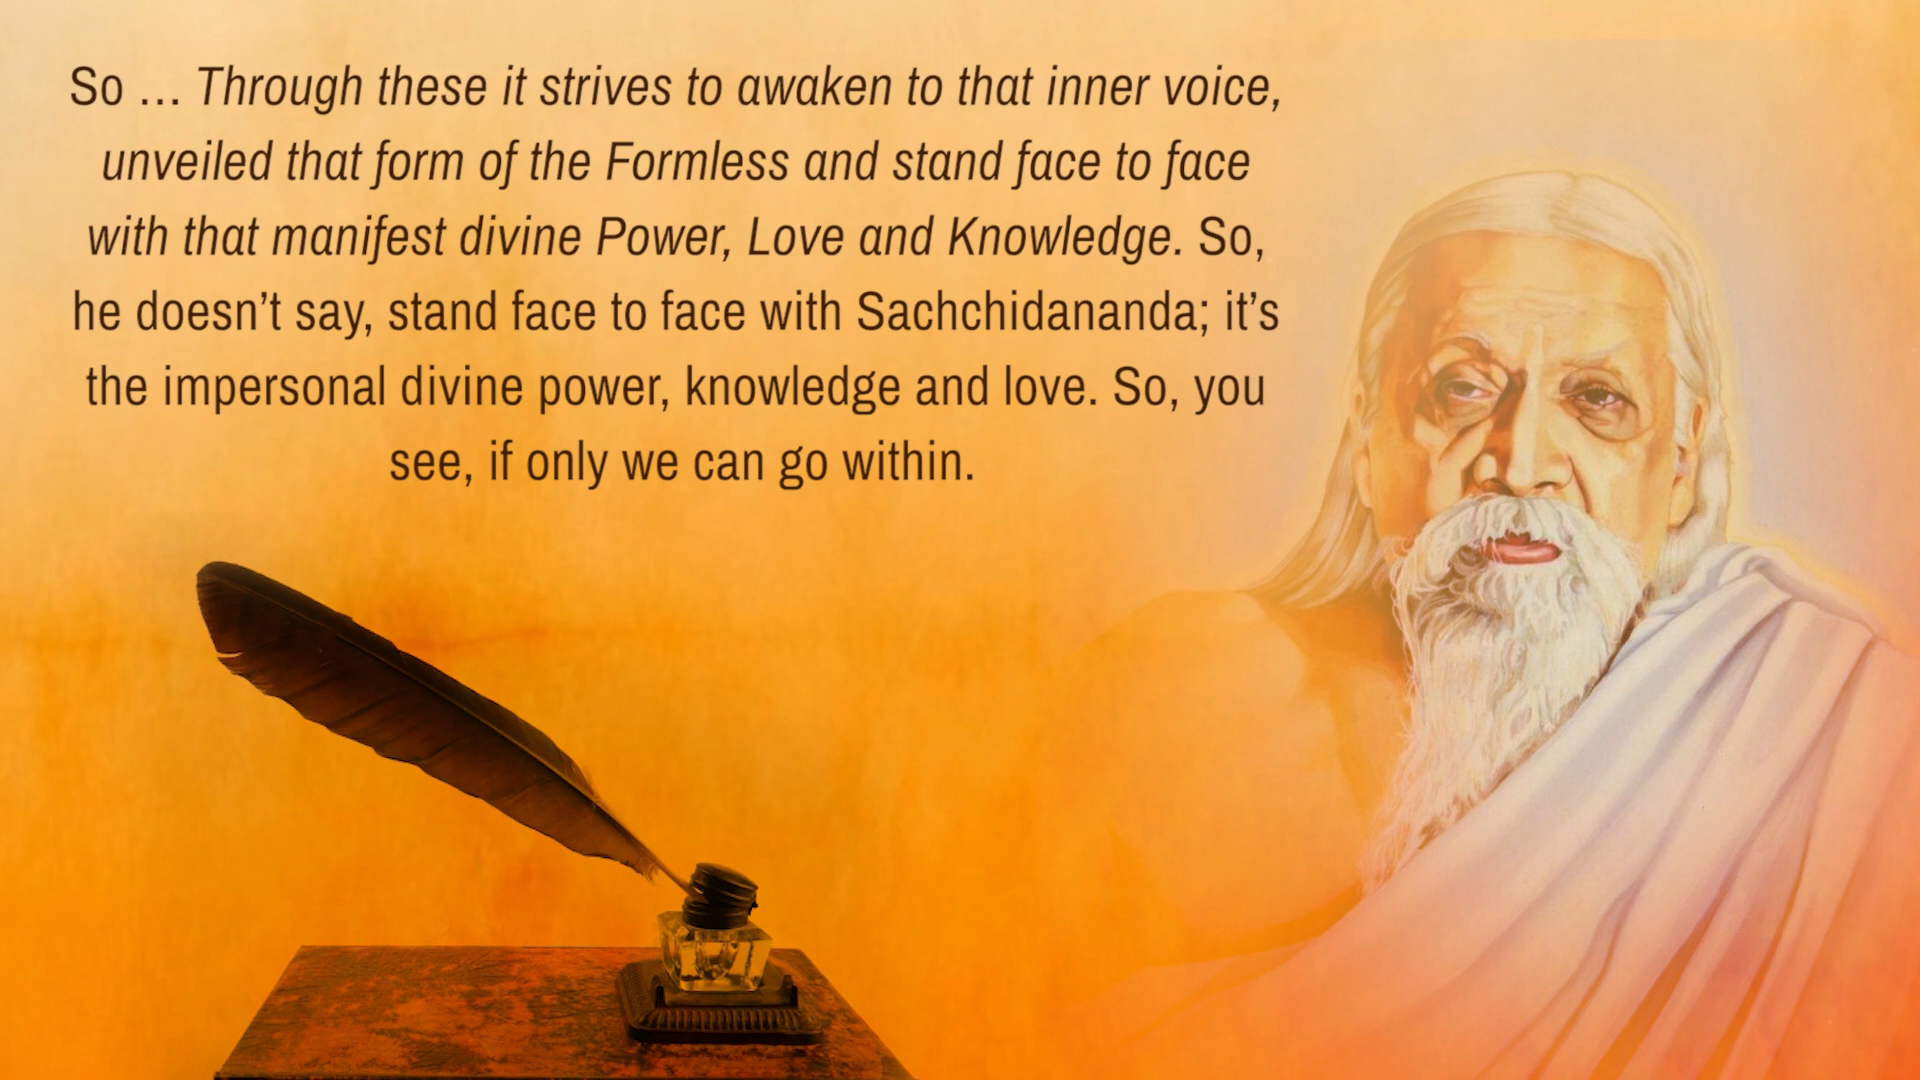 So … Through these it strives to awaken to that inner voice,
unveiled that form of the Formless and stand face to face
with that manifest divine Power, Love and Knowledge. So,
he doesn’t say, stand face to face with Sachchidananda; it’s
the impersonal divine power, knowledge and love. So, you
see, if only we can go within.